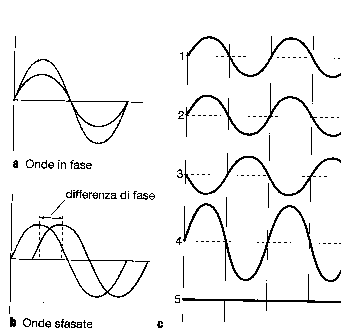 a Onde in fase
differenza di fase
b Onde sfasate
1
2
3
4
5
c